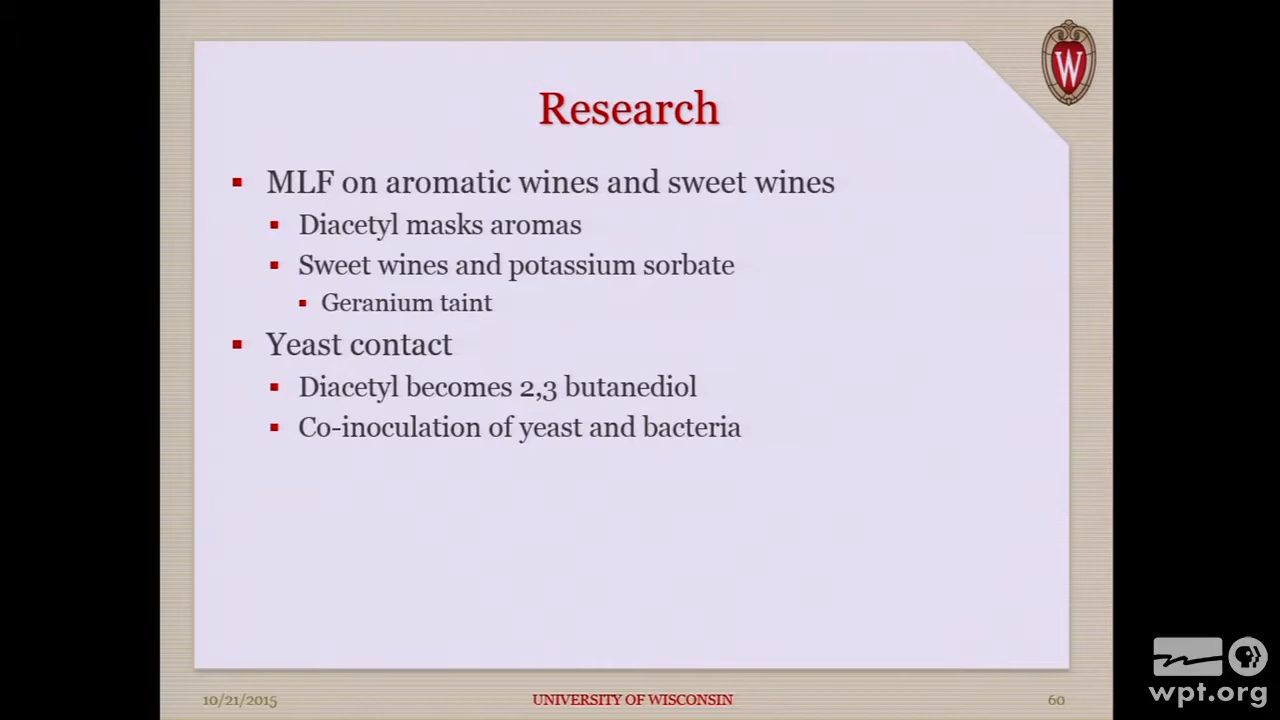 W
Research
MLF on aromatic wines and sweet wines
Diacetyl masks aromas
Sweet wines and potassium sorbate
Geranium taint
Yeast contact
Diacetyl becomes 2,3 butanediol
Co-inoculation of yeast and bacteria
10/21/2015
UNIVERSITY OF WISCONSIN
60
wpt.org